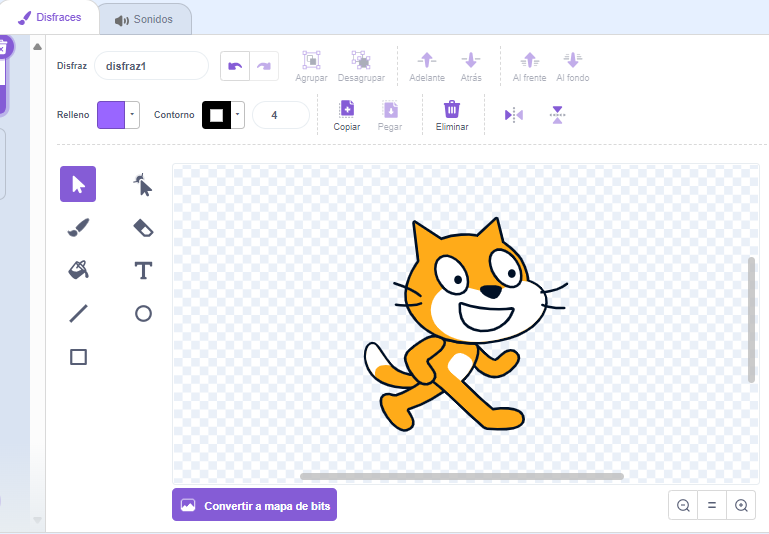 Disfraces
Sonidos
Disfraz
disfraz1
Agrupar
Desagrupar
Adelante
Atrás
Al frente
Al fondo
Relleno
Contorno
4
Copiar
Pegar
Eliminar
Convertir a mapa de bits